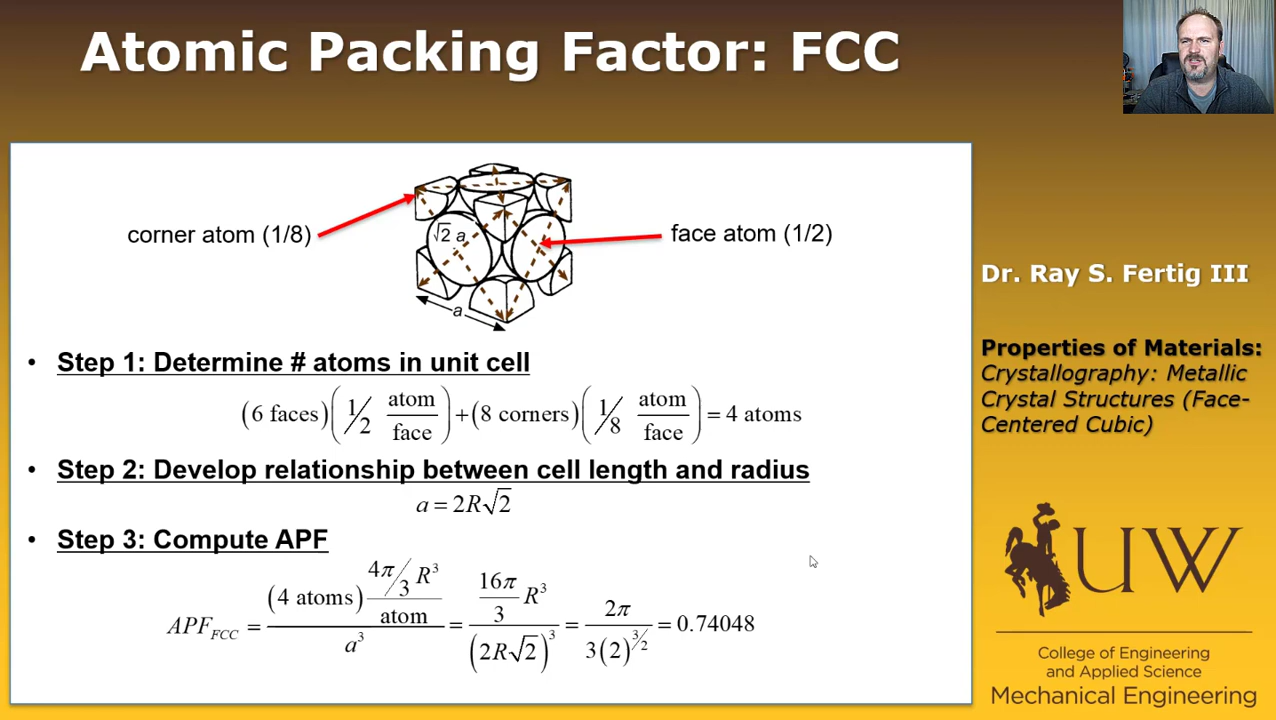 Atomic Packing Factor: FCC
corner atom (1/8)
√2 a
face atom (1/2)
a
• Step 1: Determine # atoms in unit cell
(6 faces)(1/2 atom/face)+(8 corners)(1/8 atom/face)=4 atoms
• Step 2: Develop relationship between cell length and radius
a = 2R√2
• Step 3: Compute APF
APF_FCC = ((4 atoms) (4π/3 R³)/atom)/a³ = (16π/3 R³)/(2R√2)³ = 2π/(3(2)^(3/2)) = 0.74048
Dr. Ray S. Fertig III
Properties of Materials:
Crystallography: Metallic
Crystal Structures (Face-
Centered Cubic)
UW
College of Engineering
and Applied Science
Mechanical Engineering